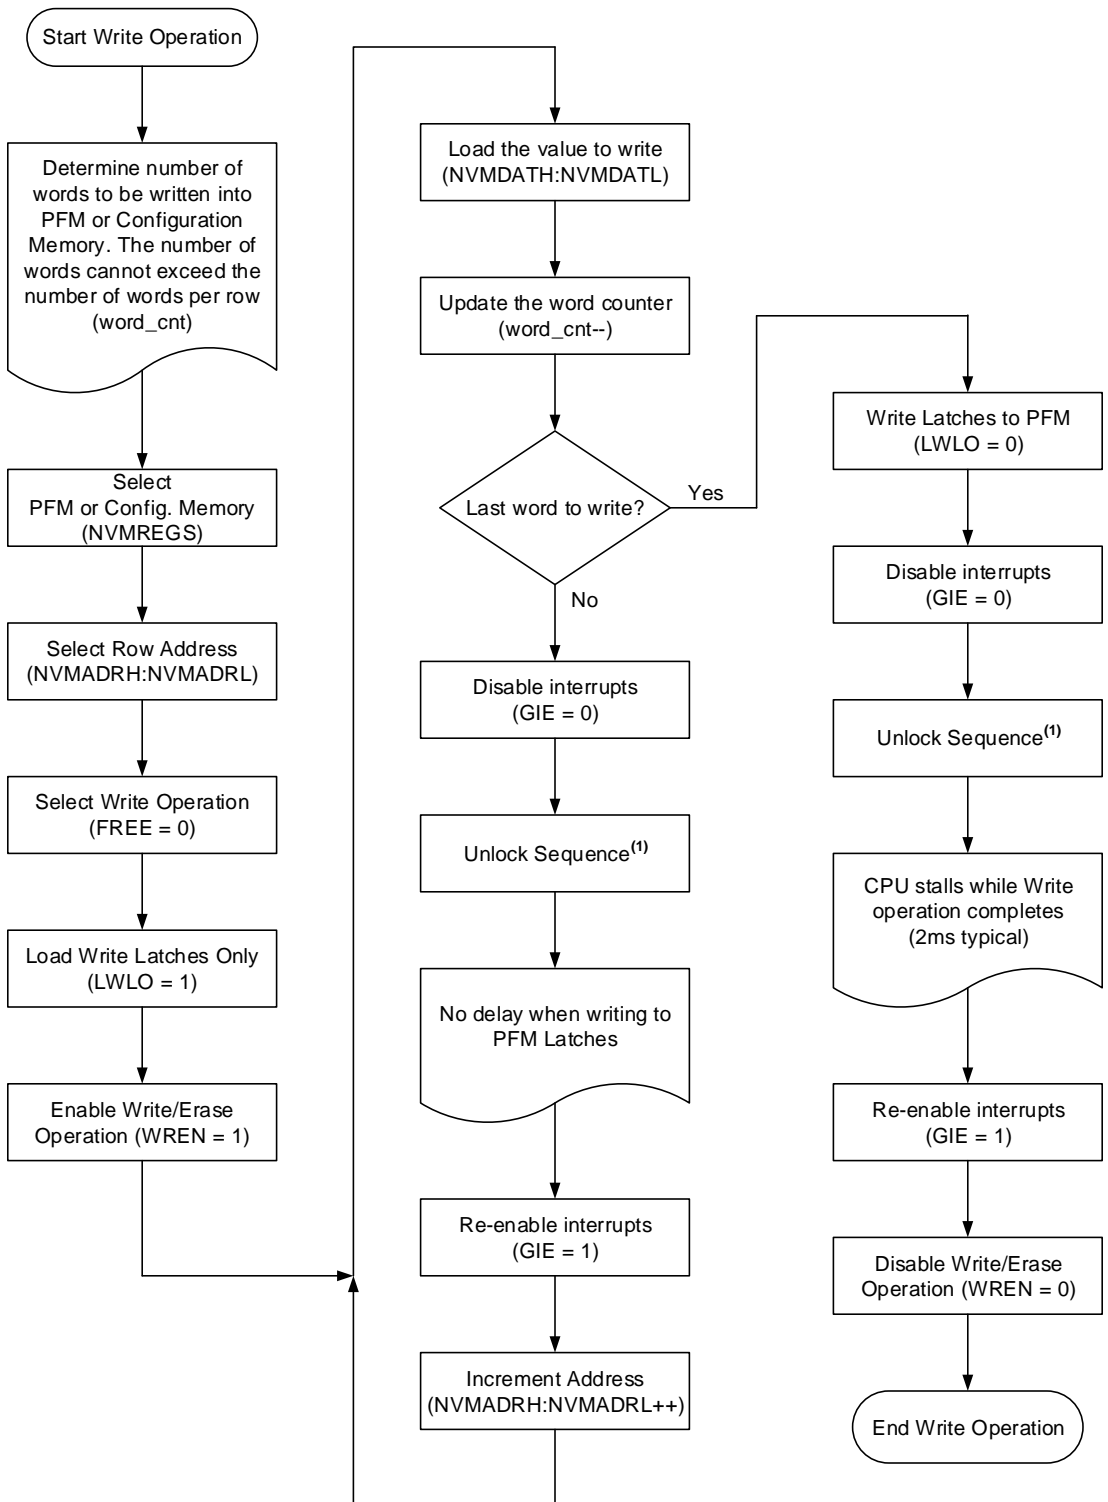 Start Write Operation
Determine number of
words to be written into
PFM or Configuration
Memory. The number of
words cannot exceed the
number of words per row
(word_cnt)
Select
PFM or Config. Memory
(NVMREGS)
Select Row Address
(NVMADRH:NVMADRL)
Select Write Operation
(FREE = 0)
Load Write Latches Only
(LWLO = 1)
Enable Write/Erase
Operation (WREN = 1)
Load the value to write
(NVMDATH:NVMDATL)
Update the word counter
(word_cnt--)
Last word to write?
Yes
No
Disable interrupts
(GIE = 0)
Unlock Sequence(1)
No delay when writing to
PFM Latches
Re-enable interrupts
(GIE = 1)
Increment Address
(NVMADRH:NVMADRL++)
Write Latches to PFM
(LWLO = 0)
Disable interrupts
(GIE = 0)
Unlock Sequence(1)
CPU stalls while Write
operation completes
(2ms typical)
Re-enable interrupts
(GIE = 1)
Disable Write/Erase
Operation (WREN = 0)
End Write Operation